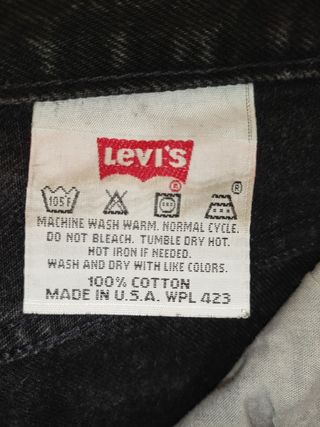 LEVI'S
®
105F ®
MACHINE WASH WARM. NORMAL CYCLE.
DO NOT BLEACH. TUMBLE DRY HOT.
HOT IRON IF NEEDED.
WASH AND DRY WITH LIKE COLORS.
100% COTTON
MADE IN U.S.A. WPL 423